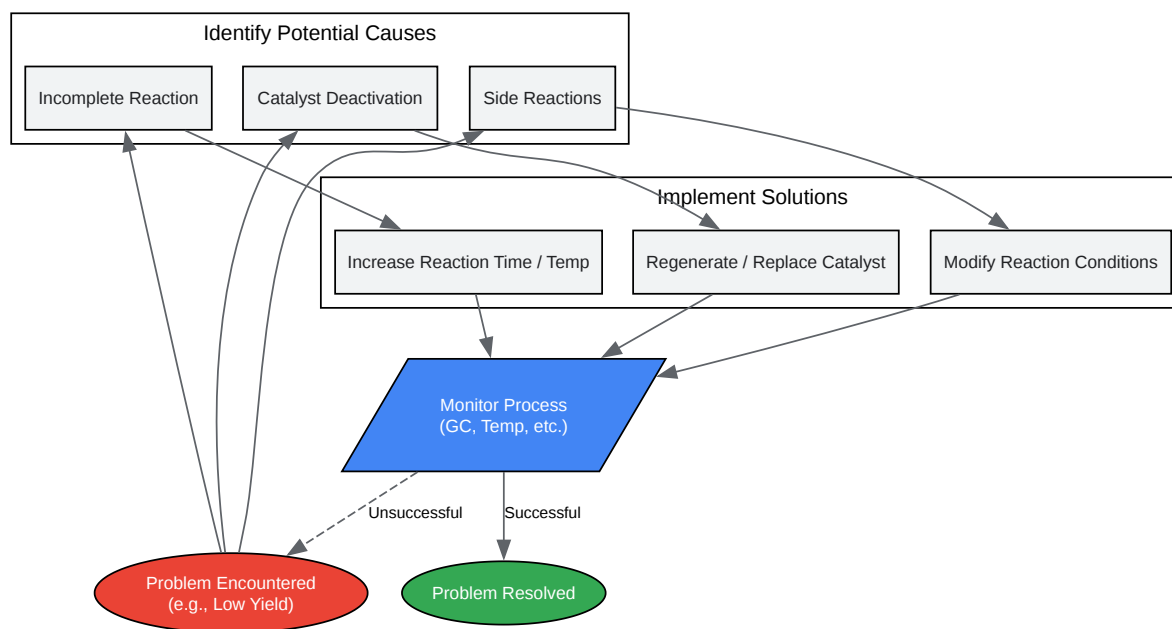 Identify Potential Causes
Incomplete Reaction
Catalyst Deactivation
Side Reactions
Implement Solutions
Increase Reaction Time / Temp
Regenerate / Replace Catalyst
Modify Reaction Conditions
Monitor Process
(GC, Temp, etc.)
Unsuccessful
Successful
Problem Encountered
(e.g., Low Yield)
Problem Resolved